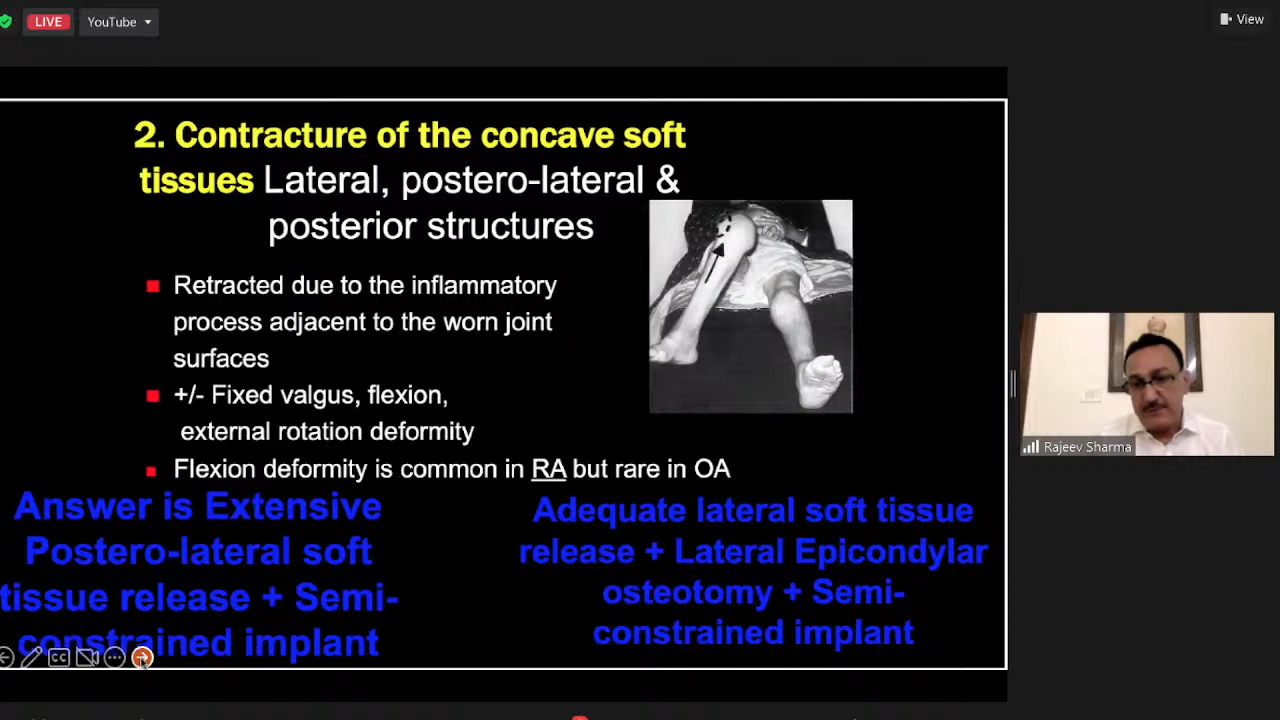 LIVE
YouTube
View
2. Contracture of the concave soft
tissues Lateral, postero-lateral &
posterior structures
Retracted due to the inflammatory
process adjacent to the worn joint
surfaces
+/- Fixed valgus, flexion,
external rotation deformity
Flexion deformity is common in RA but rare in OA
Answer is Extensive
Postero-lateral soft
tissue release + Semi-
constrained implant
Adequate lateral soft tissue
release + Lateral Epicondylar
osteotomy + Semi-
constrained implant
CC
Rajeev Sharma